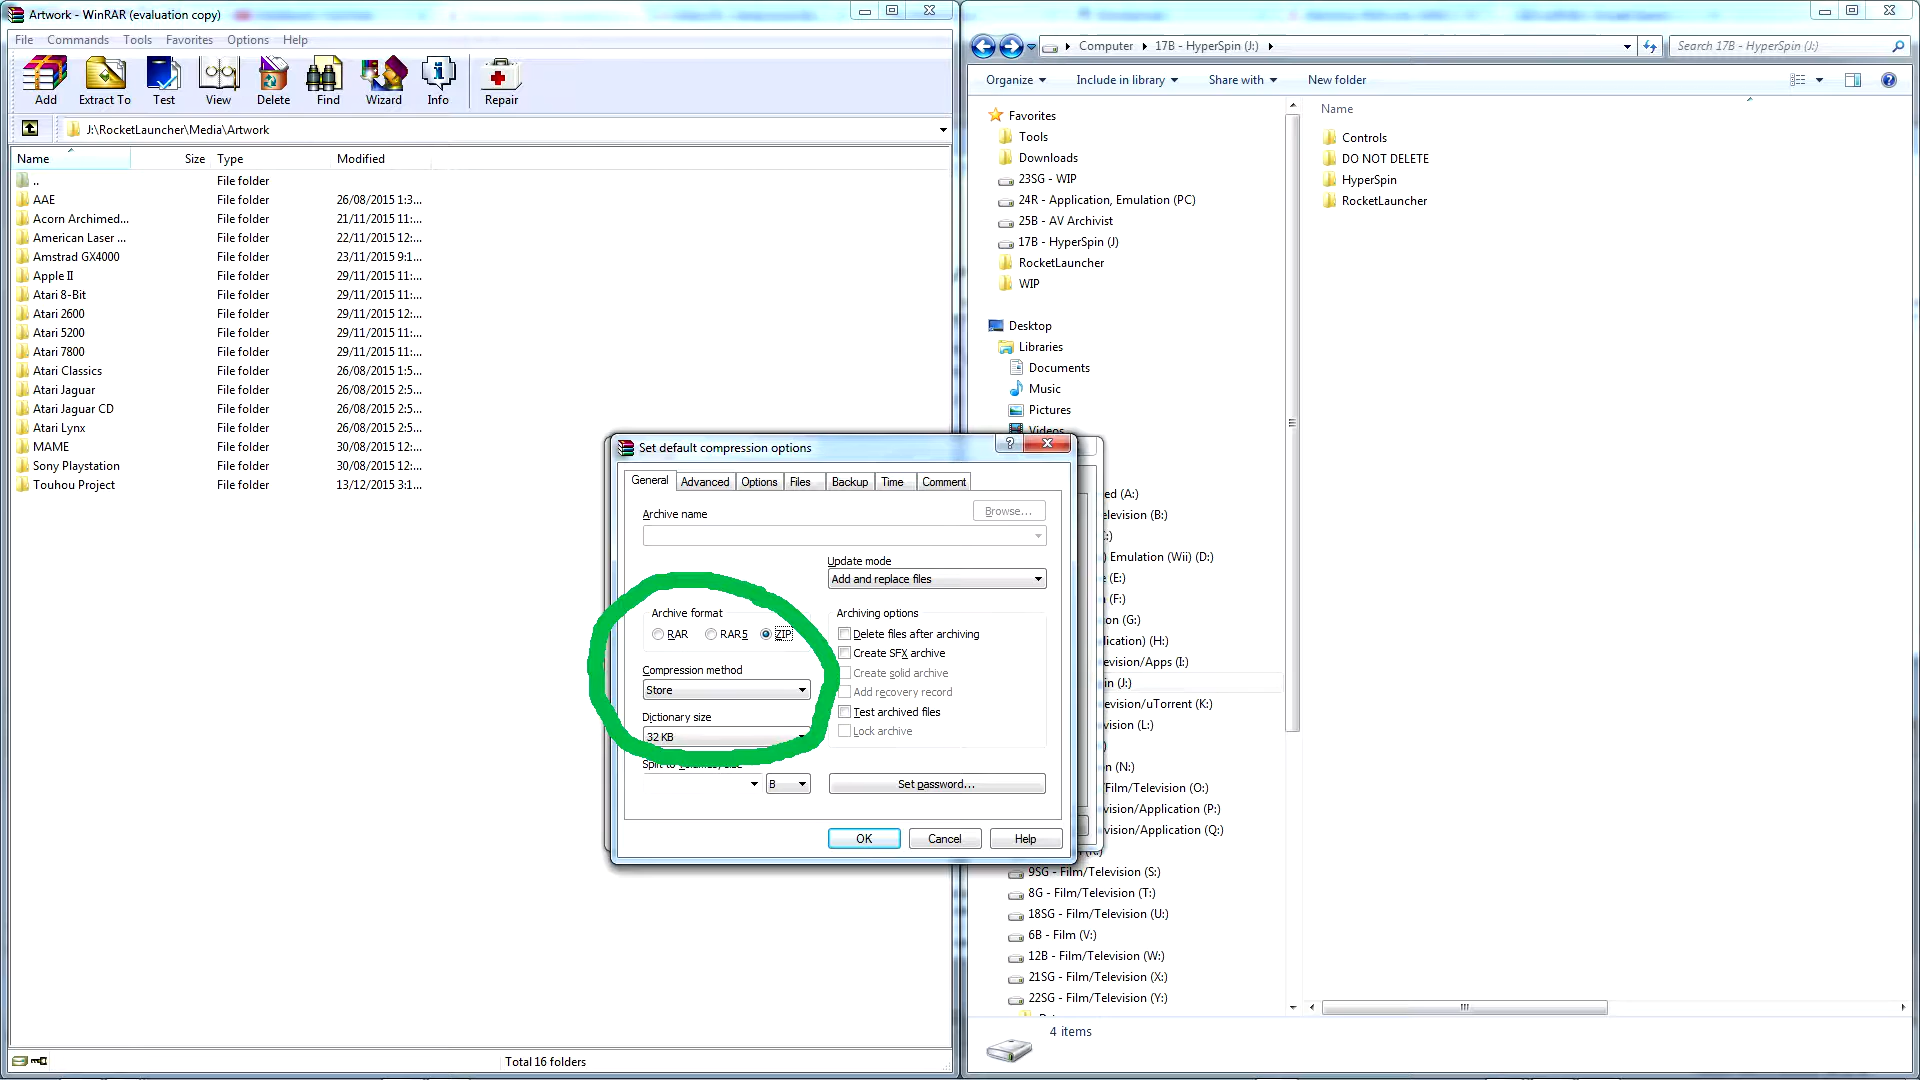 Artwork - WinRAR (evaluation copy)
File Commands Tools Favorites Options Help
Add Extract To Test View Delete Find Wizard Info Repair
J:\RocketLauncher\Media\Artwork
Name Size Type Modified
.. File folder
AAE File folder 26/08/2015 1:3...
Acorn Archimed... File folder 21/11/2015 11:...
American Laser ... File folder 22/11/2015 12:...
Amstrad GX4000 File folder 23/11/2015 9:1...
Apple II File folder 29/11/2015 11:...
Atari 8-Bit File folder 29/11/2015 11:...
Atari 2600 File folder 29/11/2015 12:...
Atari 5200 File folder 29/11/2015 11:...
Atari 7800 File folder 29/11/2015 11:...
Atari Classics File folder 26/08/2015 1:5...
Atari Jaguar File folder 26/08/2015 2:5...
Atari Jaguar CD File folder 26/08/2015 2:5...
Atari Lynx File folder 26/08/2015 2:5...
MAME File folder 30/08/2015 12:...
Sony Playstation File folder 30/08/2015 12:...
Touhou Project File folder 13/12/2015 3:1...
Total 16 folders
Set default compression options
General Advanced Options Files Backup Time Comment
Archive name
Browse...
Update mode
Add and replace files
Archive format
RAR RAR5 ZIP
Compression method
Store
Dictionary size
32 KB
Split to volumes, size
B
Archiving options
Delete files after archiving
Create SFX archive
Create solid archive
Add recovery record
Test archived files
Lock archive
Set password...
OK Cancel Help
Computer 17B - HyperSpin (J:)
Search 17B - HyperSpin (J:)
Organize Include in library Share with New folder
Favorites
Tools
Downloads
23SG - WIP
24R - Application, Emulation (PC)
25B - AV Archivist
17B - HyperSpin (J)
RocketLauncher
WIP
Desktop
Libraries
Documents
Music
Pictures
Videos
ed (A:)
elevision (B:)
:)
) Emulation (Wii) (D:)
e (E:)
n (F:)
ion (G:)
lication) (H:)
evision/Apps (I:)
in (J:)
evision/uTorrent (K:)
vision (L:)
)
n (N:)
Film/Television (O:)
vision/Application (P:)
vision/Application (Q:)
9SG - Film/Television (S:)
8G - Film/Television (T:)
18SG - Film/Television (U:)
6B - Film (V:)
12B - Film/Television (W:)
21SG - Film/Television (X:)
22SG - Film/Television (Y:)
Name
Controls
DO NOT DELETE
HyperSpin
RocketLauncher
4 items